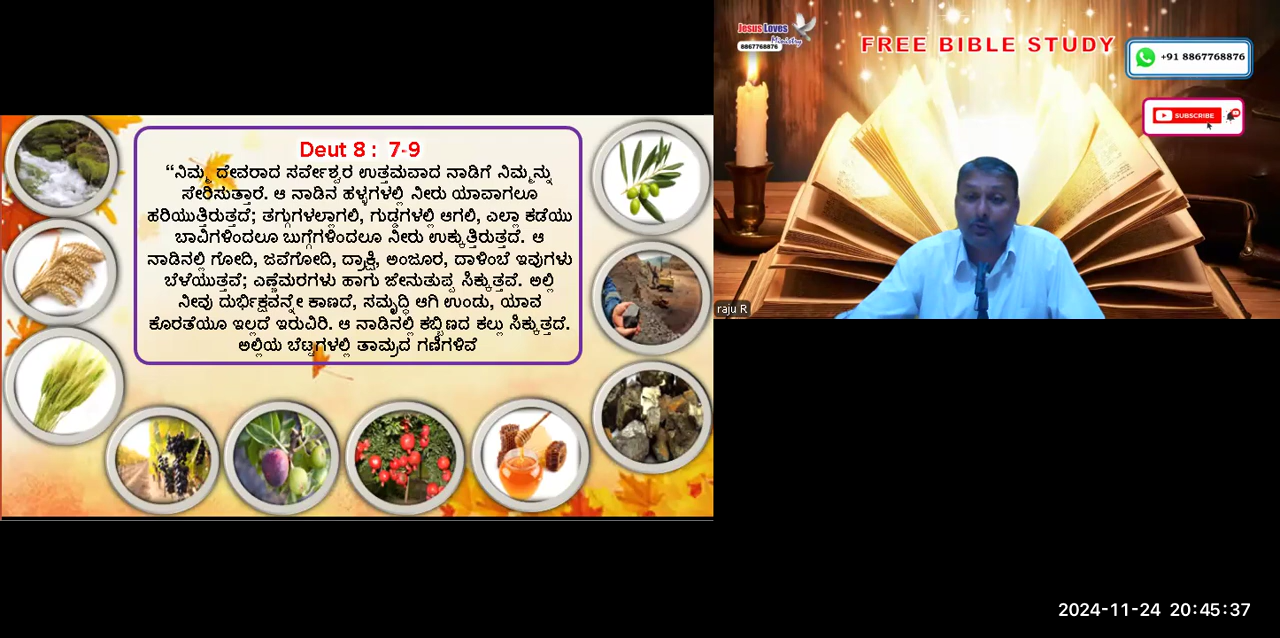 Deut 8 : 7-9
“ನಿಮ್ಮ ದೇವರಾದ ಸರ್ವೇಶ್ವರ ಉತ್ತಮವಾದ ನಾಡಿಗೆ ನಿಮ್ಮನ್ನು
ಸೇರಿಸುತ್ತಾರೆ. ಆ ನಾಡಿನ ಹಳ್ಳಗಳಲ್ಲಿ ನೀರು ಯಾವಾಗಲೂ
ಹರಿಯುತ್ತಿರುತ್ತದೆ; ತಗ್ಗುಗಳಲ್ಲಾಗಲಿ, ಗುಡ್ಡಗಳಲ್ಲಿ ಆಗಲಿ, ಎಲ್ಲಾ ಕಡೆಯು
ಬಾವಿಗಳಿಂದಲೂ ಬುಗ್ಗೆಗಳಿಂದಲೂ ನೀರು ಉಕ್ಕುತ್ತಿರುತ್ತದೆ. ಆ
ನಾಡಿನಲ್ಲಿ ಗೋದಿ, ಜವೆಗೋದಿ, ದ್ರಾಕ್ಷಿ, ಅಂಜೂರ, ದಾಳಿಂಬೆ ಇವುಗಳು
ಬೆಳೆಯುತ್ತವೆ; ಎಣ್ಣೆಮರಗಳು ಹಾಗು ಜೇನುತುಪ್ಪ ಸಿಕ್ಕುತ್ತವೆ. ಅಲ್ಲಿ
ನೀವು ದುರ್ಭಿಕ್ಷವನ್ನೇ ಕಾಣದೆ, ಸಮೃದ್ಧಿ ಆಗಿ ಉಂಡು, ಯಾವ
ಕೊರತೆಯೂ ಇಲ್ಲದೆ ಇರುವಿರಿ. ಆ ನಾಡಿನಲ್ಲಿ ಕಬ್ಬಿಣದ ಕಲ್ಲು ಸಿಕ್ಕುತ್ತದೆ.
ಅಲ್ಲಿಯ ಬೆಟ್ಟಗಳಲ್ಲಿ ತಾಮ್ರದ ಗಣಿಗಳಿವೆ
Jesus Loves
Ministry
8867768876
FREE BIBLE STUDY
+91 8867768876
SUBSCRIBE
raju R
2024-11-24 20:45:37